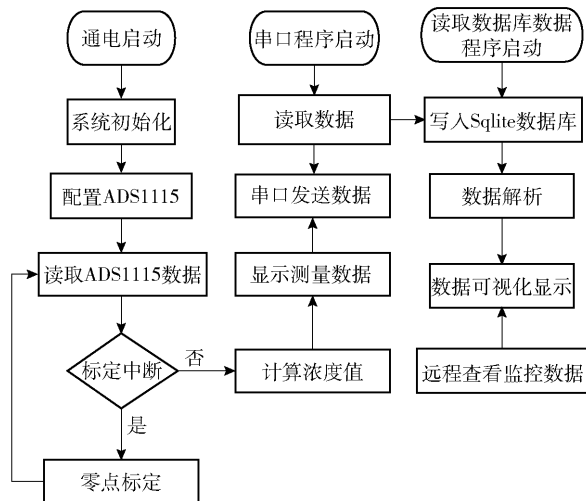 通电启动
系统初始化
配置ADS1115
读取ADS1115数据
标定中断
否
是
零点标定
串口程序启动
读取数据
串口发送数据
显示测量数据
计算浓度值
读取数据库数据
程序启动
写入Sqlite数据库
数据解析
数据可视化显示
远程查看监控数据